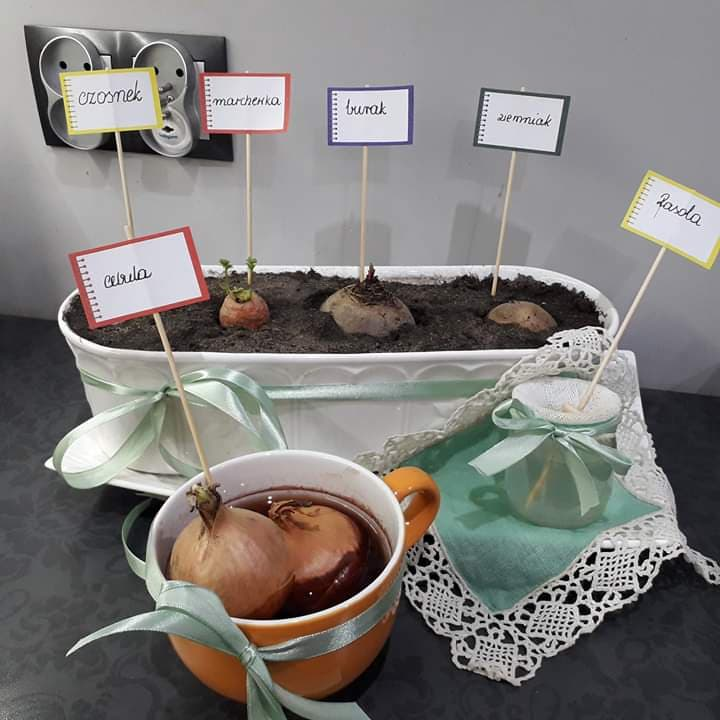 czosnek
marchewka
burak
ziemniak
fasola
cebula